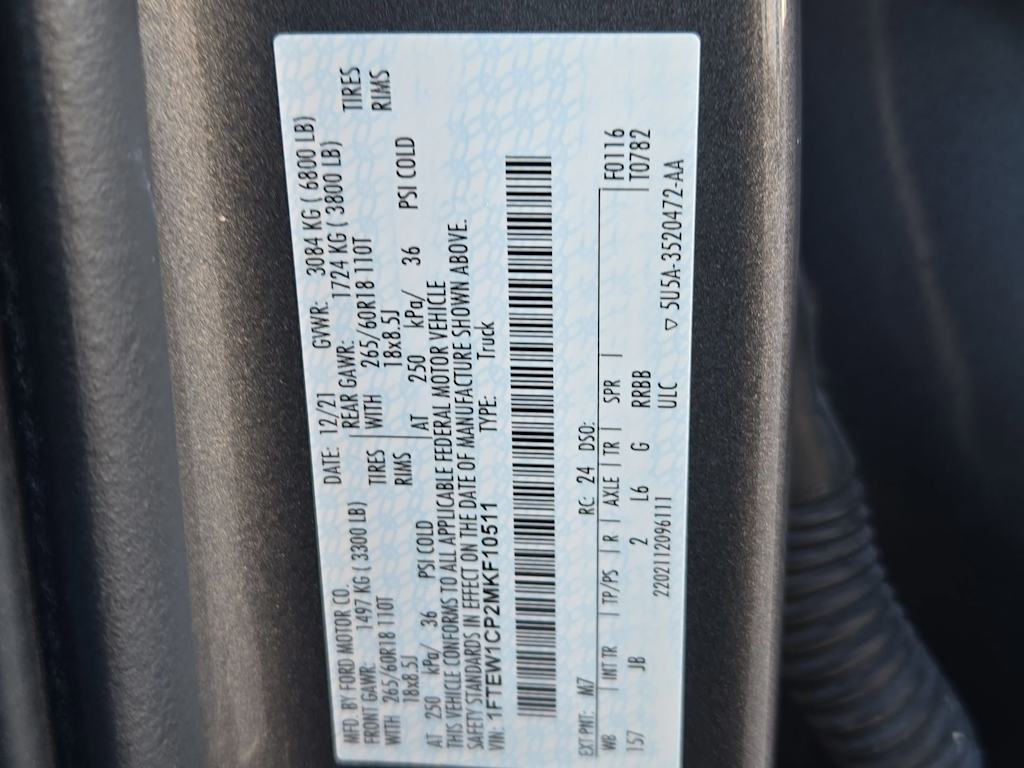 MFD. BY FORD MOTOR CO. DATE: 12/21 GVWR: 3084 KG ( 6800 LB)
FRONT GAWR: 1497 KG ( 3300 LB) REAR GAWR: 1724 KG ( 3800 LB)
WITH 265/60R18 110T TIRES WITH 265/60R18 110T TIRES
18x8.5J RIMS 18x8.5J RIMS
AT 250 kPa/ 36 PSI COLD AT 250 kPa/ 36 PSI COLD
THIS VEHICLE CONFORMS TO ALL APPLICABLE FEDERAL MOTOR VEHICLE
SAFETY STANDARDS IN EFFECT ON THE DATE OF MANUFACTURE SHOWN ABOVE.
VIN: 1FTEW1CP2MKF10511 TYPE: Truck
EXT PNT: M7 RC: 24 DSO: F0116
WB | INT TR | TP/PS | R | AXLE | TR | SPR | T0782
157 JB 2 L6 G RRBB
2202112096111 ULC ▽ 5U5A-3520472-AA